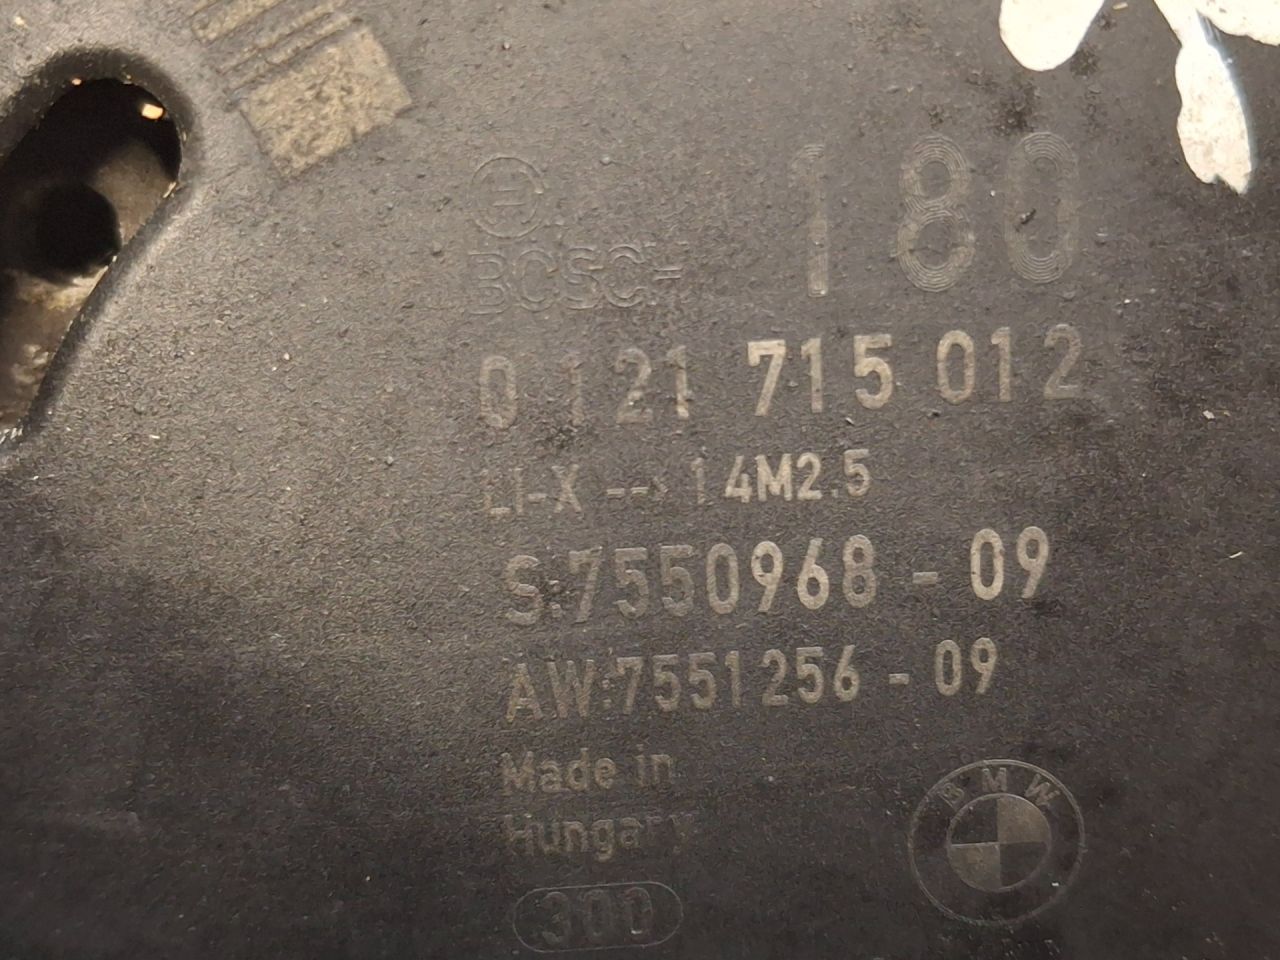 180
BOSCH
0 121 715 012
LI-X --> 14M2.5
S:7550968 - 09
AW:7551256 - 09
Made in
Hungary
BMW
300